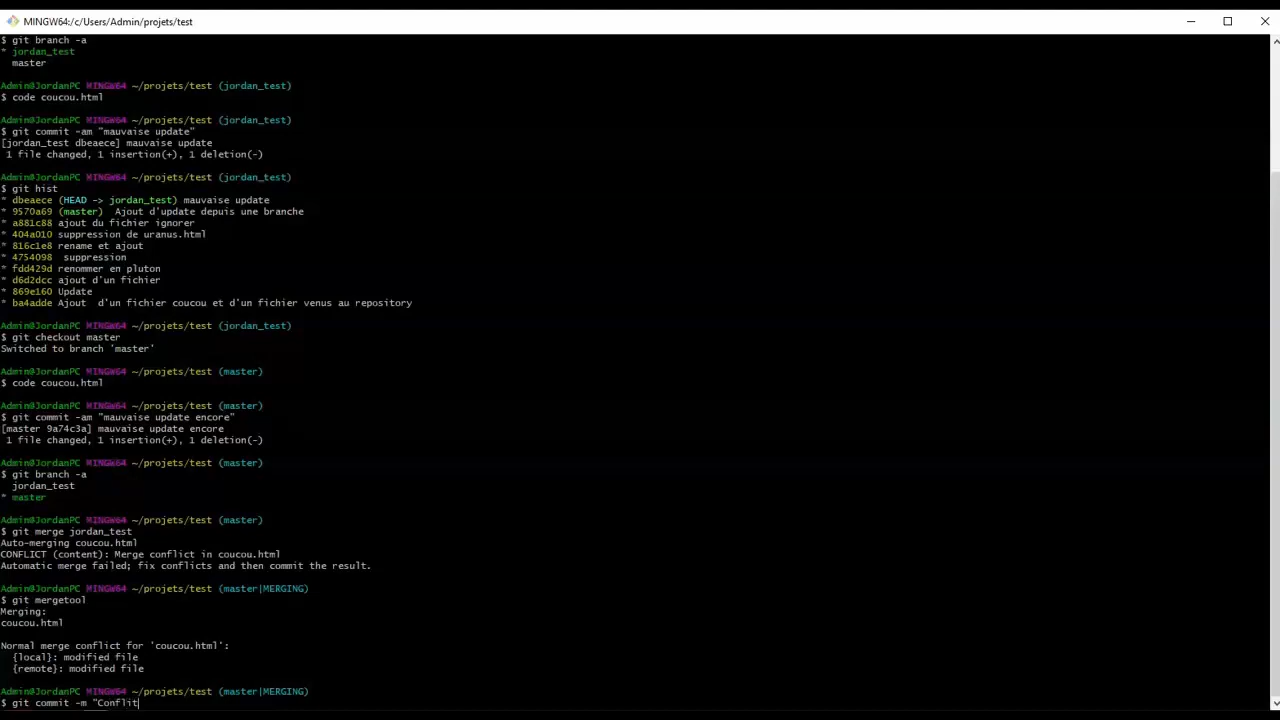 MINGW64:/c/Users/Admin/projets/test
$ git branch -a
* jordan_test
  master
Admin@JordanPC MINGW64 ~/projets/test (jordan_test)
$ code coucou.html
Admin@JordanPC MINGW64 ~/projets/test (jordan_test)
$ git commit -am "mauvaise update"
[jordan_test dbeaece] mauvaise update
 1 file changed, 1 insertion(+), 1 deletion(-)
Admin@JordanPC MINGW64 ~/projets/test (jordan_test)
$ git hist
* dbeaece (HEAD -> jordan_test) mauvaise update
* 9570a69 (master)  Ajout d'update depuis une branche
* a881c88 ajout du fichier ignorer
* 404a010 suppression de uranus.html
* 816c1e8 rename et ajout
* 4754098  suppression
* fdd429d renommer en pluton
* d6d2dcc ajout d'un fichier
* 869e160 Update
* ba4adde Ajout  d'un fichier coucou et d'un fichier venus au repository
Admin@JordanPC MINGW64 ~/projets/test (jordan_test)
$ git checkout master
Switched to branch 'master'
Admin@JordanPC MINGW64 ~/projets/test (master)
$ code coucou.html
Admin@JordanPC MINGW64 ~/projets/test (master)
$ git commit -am "mauvaise update encore"
[master 9a74c3a] mauvaise update encore
 1 file changed, 1 insertion(+), 1 deletion(-)
Admin@JordanPC MINGW64 ~/projets/test (master)
$ git branch -a
  jordan_test
* master
Admin@JordanPC MINGW64 ~/projets/test (master)
$ git merge jordan_test
Auto-merging coucou.html
CONFLICT (content): Merge conflict in coucou.html
Automatic merge failed; fix conflicts and then commit the result.
Admin@JordanPC MINGW64 ~/projets/test (master|MERGING)
$ git mergetool
Merging:
coucou.html
Normal merge conflict for 'coucou.html':
  {local}: modified file
  {remote}: modified file
Admin@JordanPC MINGW64 ~/projets/test (master|MERGING)
$ git commit -m "Conflit